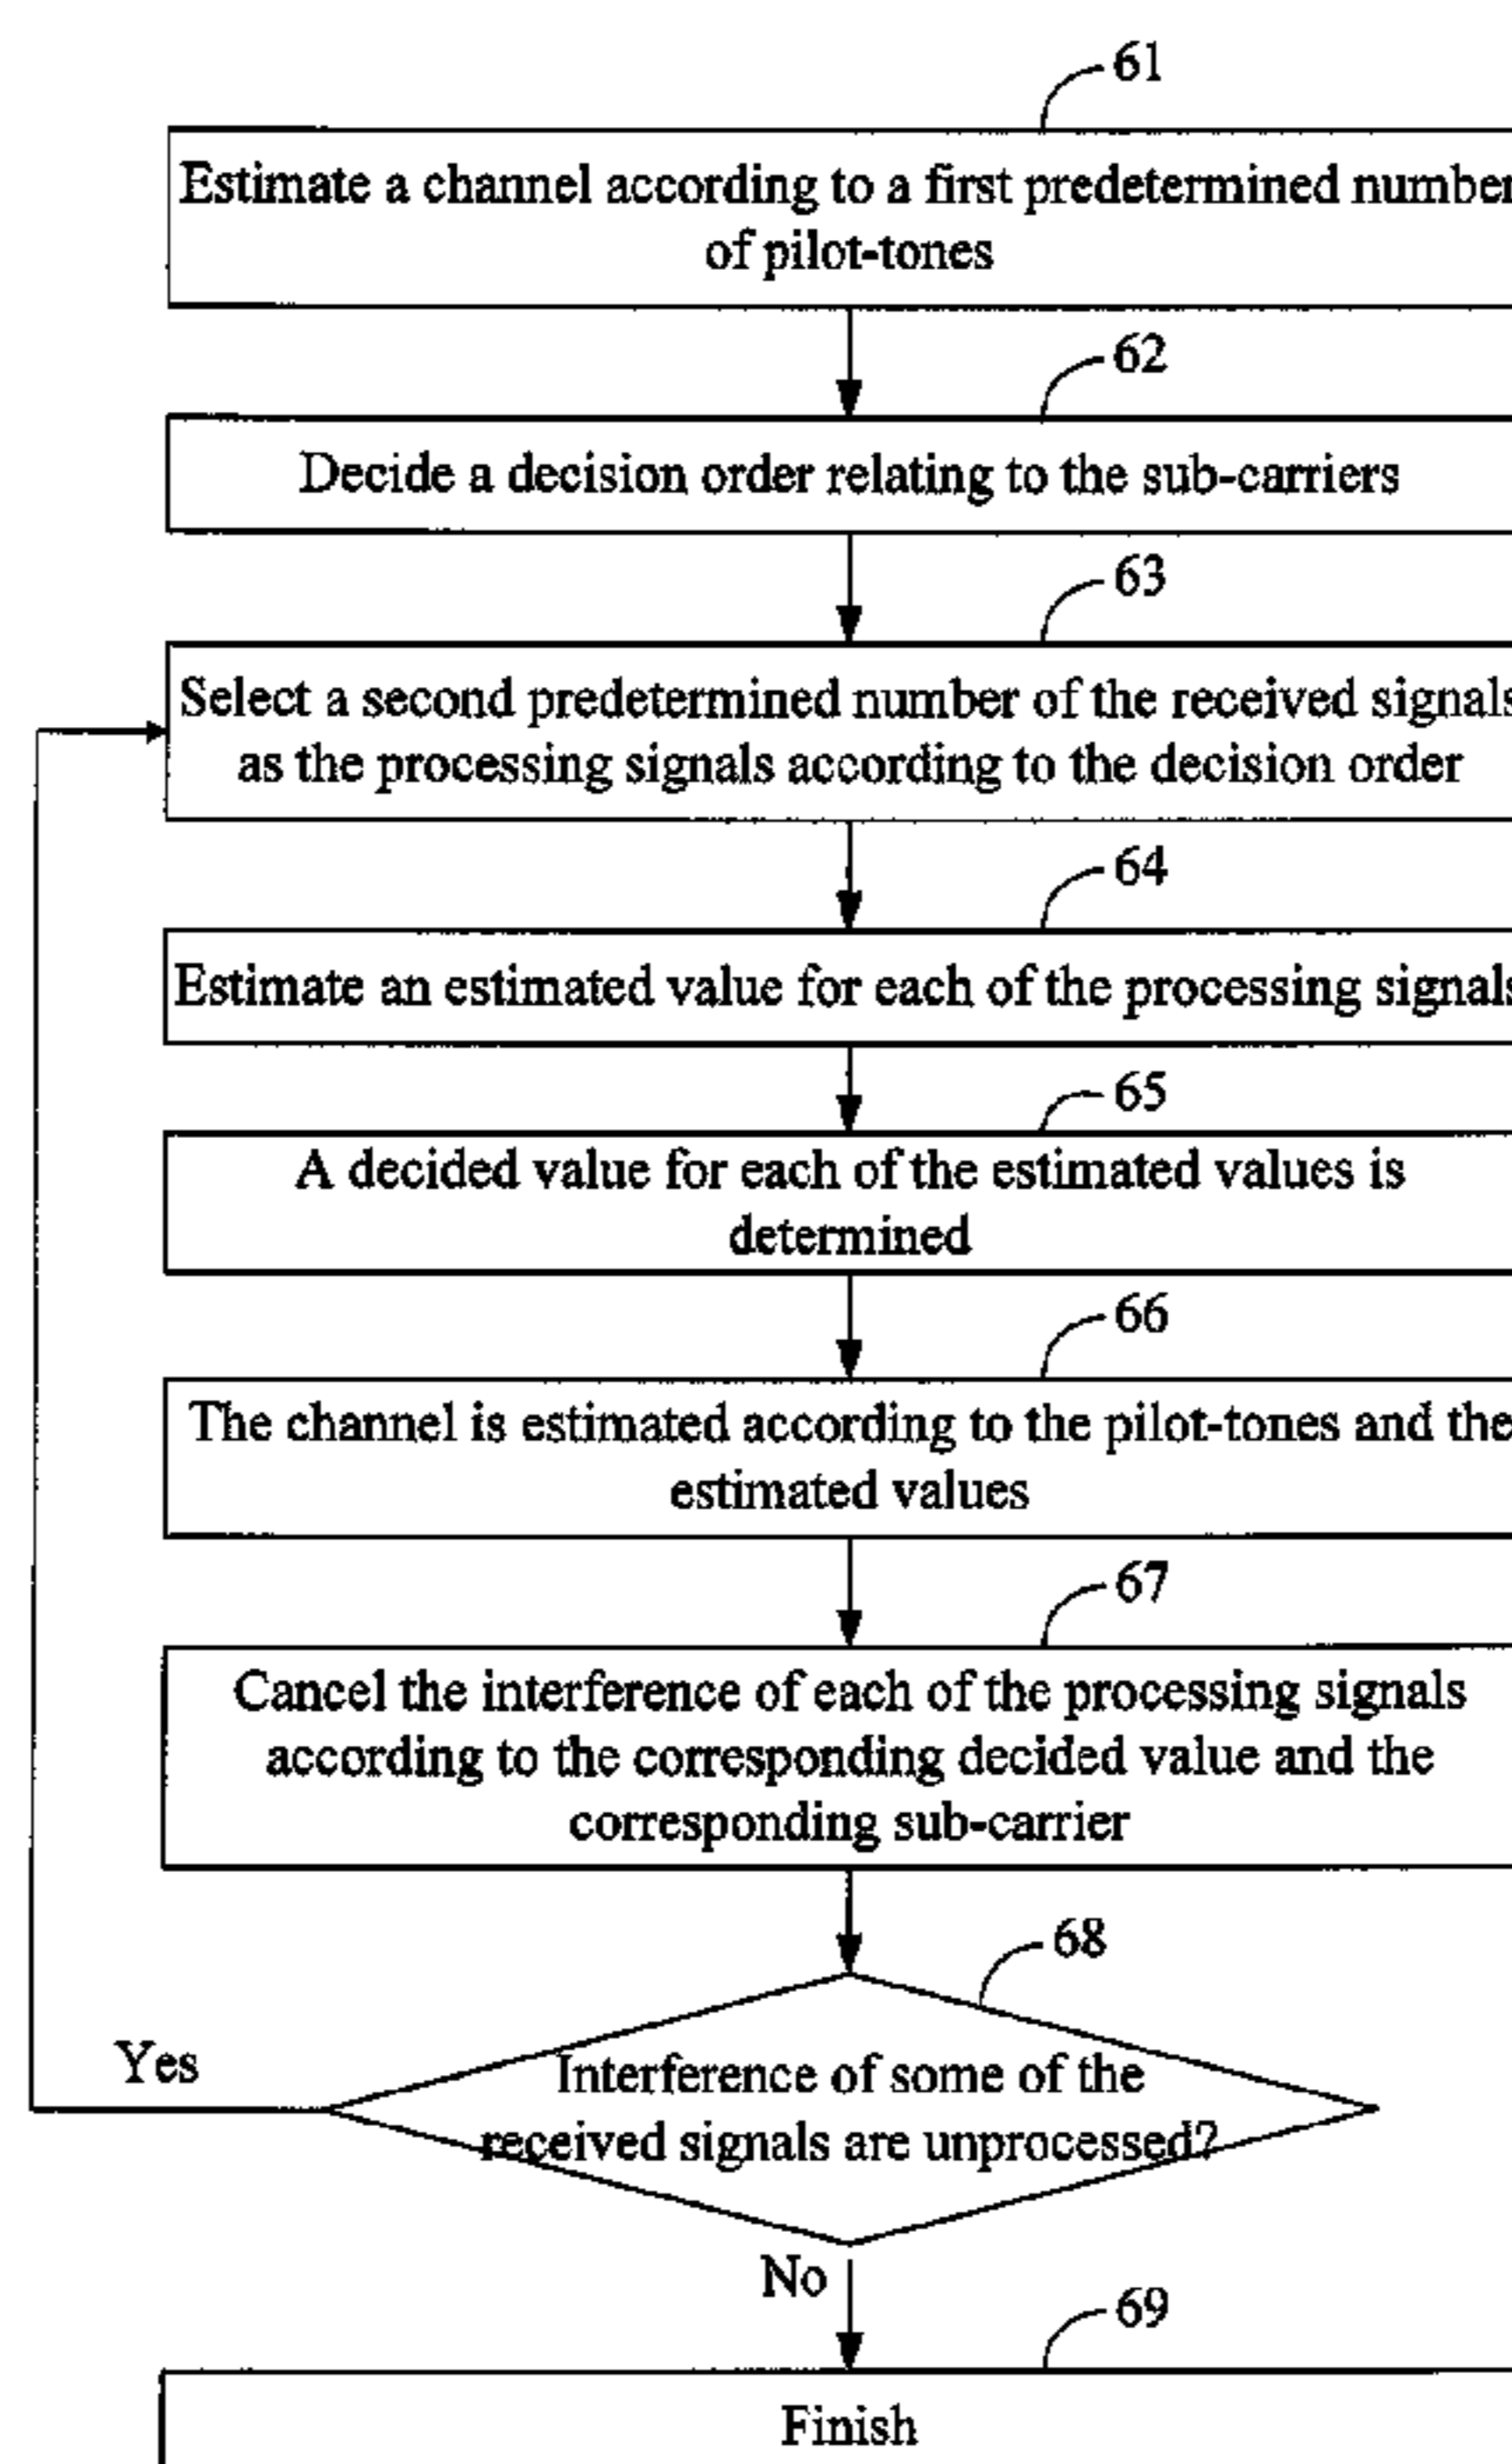 61
Estimate a channel according to a first predetermined number
of pilot-tones
62
Decide a decision order relating to the sub-carriers
63
Select a second predetermined number of the received signals
as the processing signals according to the decision order
64
Estimate an estimated value for each of the processing signals
65
A decided value for each of the estimated values is
determined
66
The channel is estimated according to the pilot-tones and the
estimated values
67
Cancel the interference of each of the processing signals
according to the corresponding decided value and the
corresponding sub-carrier
68
Yes
Interference of some of the
received signals are unprocessed?
No
69
Finish